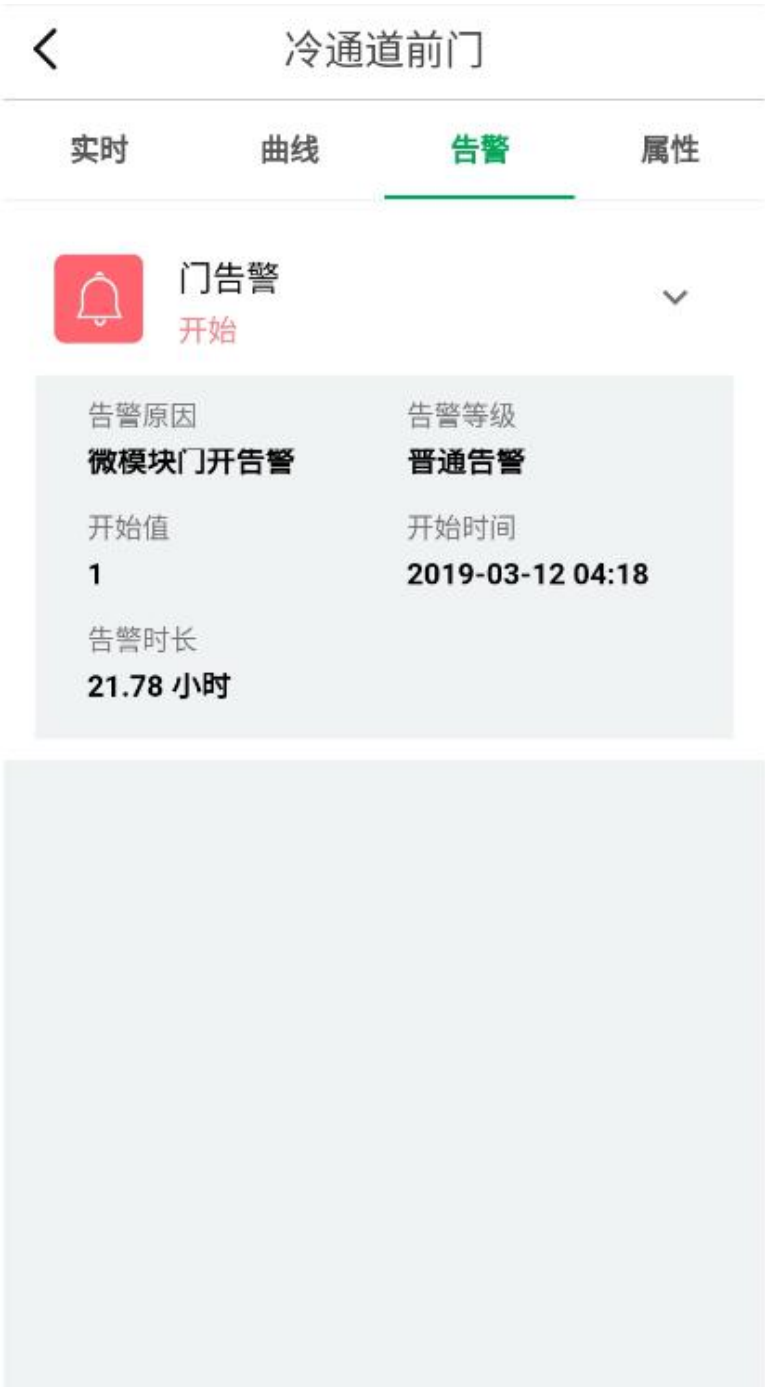 冷通道前门
实时 曲线 告警 属性
门告警
开始
告警原因 告警等级
微模块门开告警 晋通告警
开始值 开始时间
1 2019-03-12 04:18
告警时长
21.78 小时